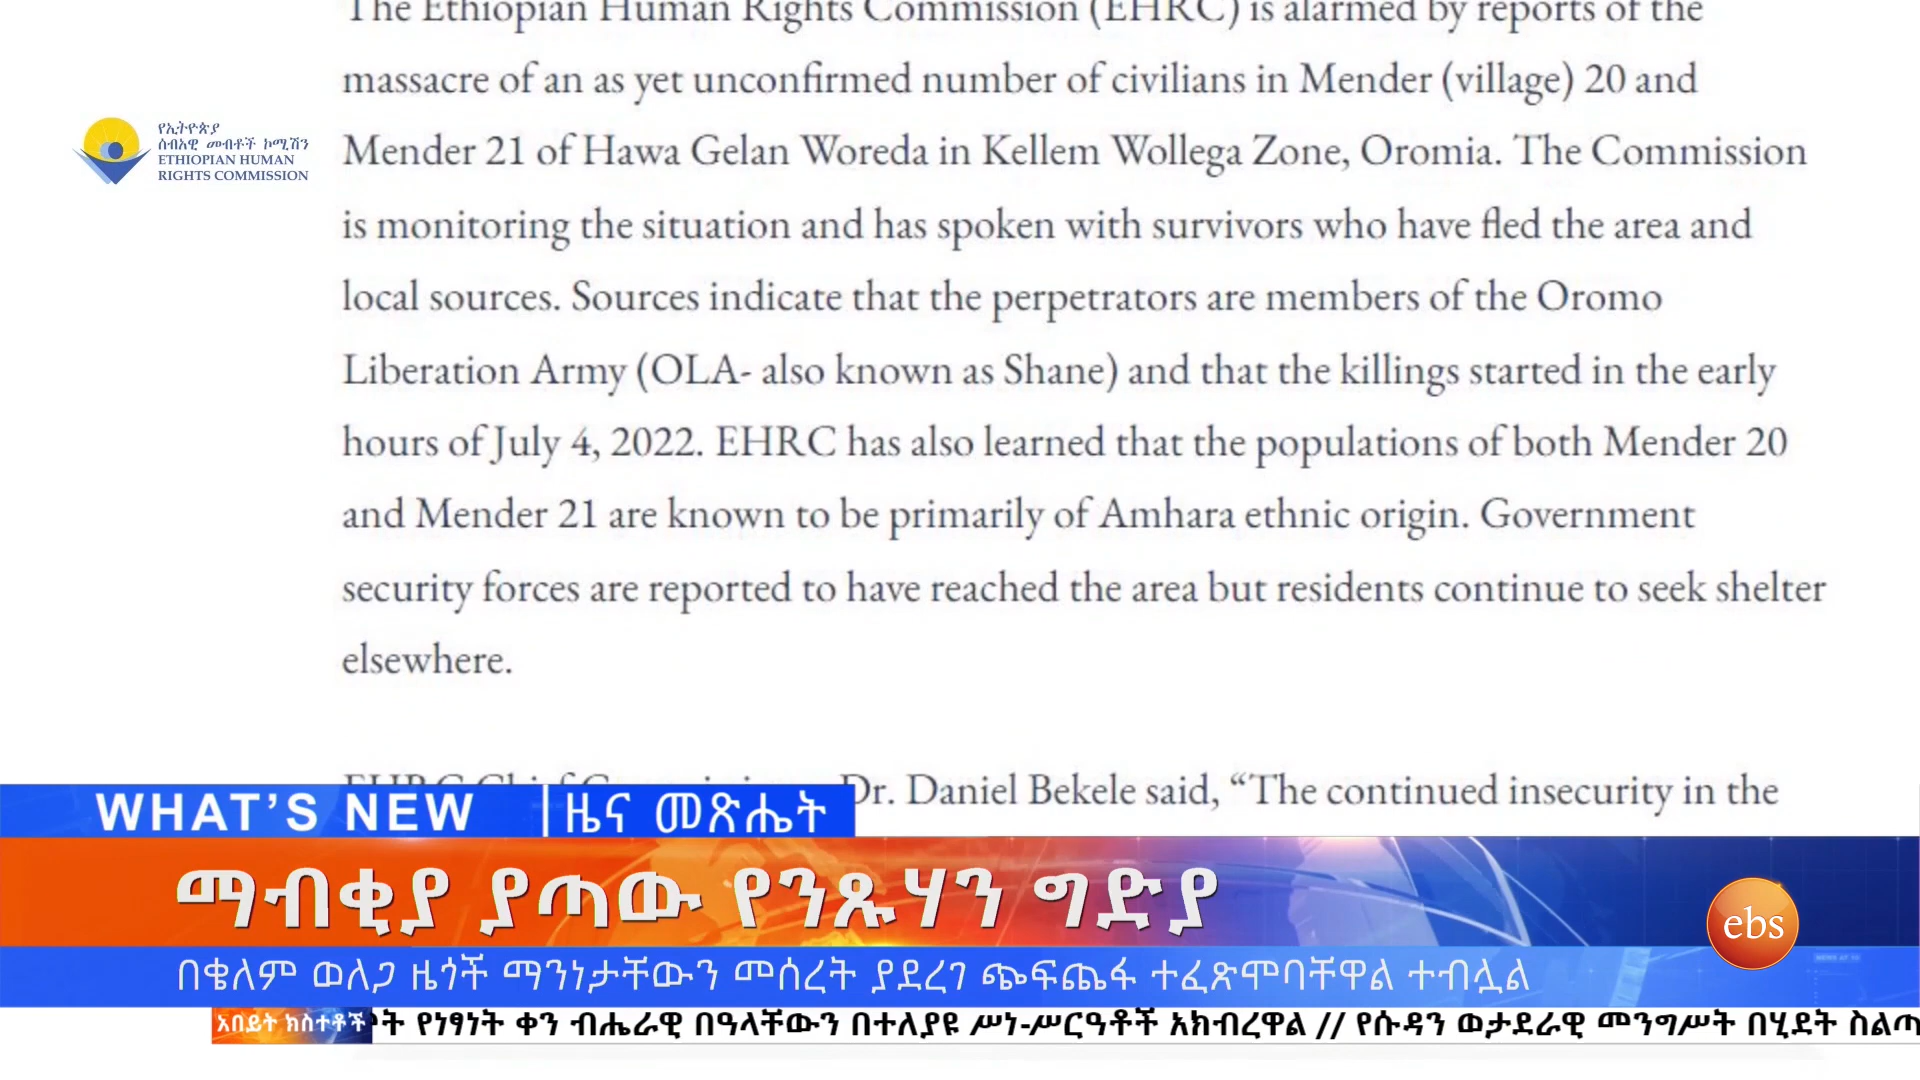 The Ethiopian Human Rights Commission (EHRC) is alarmed by reports of the
massacre of an as yet unconfirmed number of civilians in Mender (village) 20 and
Mender 21 of Hawa Gelan Woreda in Kellem Wollega Zone, Oromia. The Commission
is monitoring the situation and has spoken with survivors who have fled the area and
local sources. Sources indicate that the perpetrators are members of the Oromo
Liberation Army (OLA- also known as Shane) and that the killings started in the early
hours of July 4, 2022. EHRC has also learned that the populations of both Mender 20
and Mender 21 are known to be primarily of Amhara ethnic origin. Government
security forces are reported to have reached the area but residents continue to seek shelter
elsewhere.
የኢትዮጵያ
ሰብአዊ መብቶች ኮሚሽን
ETHIOPIAN HUMAN
RIGHTS COMMISSION
Dr. Daniel Bekele said, “The continued insecurity in the
WHAT’S NEW |ዜና መጽሔት
ማብቂያ ያጣው የንጹሃን ግድያ
ebs
በቄለም ወለጋ ዜጎች ማንነታቸውን መሰረት ያደረገ ጭፍጨፋ ተፈጽሞባቸዋል ተብሏል
አበይት ክስተቶች
ት የነፃነት ቀን ብሔራዊ በዓላቸውን በተለያዩ ሥነ-ሥርዓቶች አክብረዋል // የሱዳን ወታደራዊ መንግሥት በሂደት ስልጣ